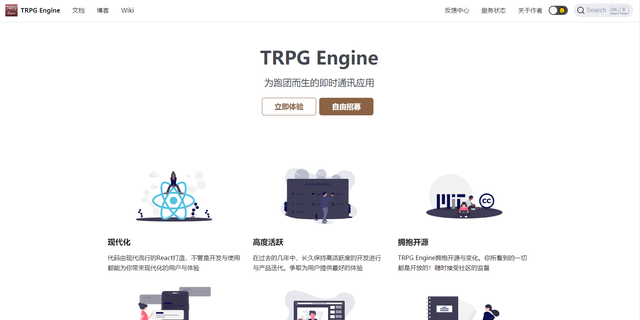 TRPG Engine 文档 博客 Wiki 反馈中心 服务状态 关于作者 Search
TRPG Engine
为跑团而生的即时通讯应用
立即体验 自由招募
MIT CC
现代化
代码由现代流行的React打造，不管是开发与使用
都能为你带来现代化的用户与体验
高度活跃
在过去的几年中，长久保持高活跃度的开发进行
与产品迭代。争取为用户提供最好的体验
拥抱开源
TRPG Engine拥抱开源与变化，你所看到的一切
都是开放的！随时接受社区的监督